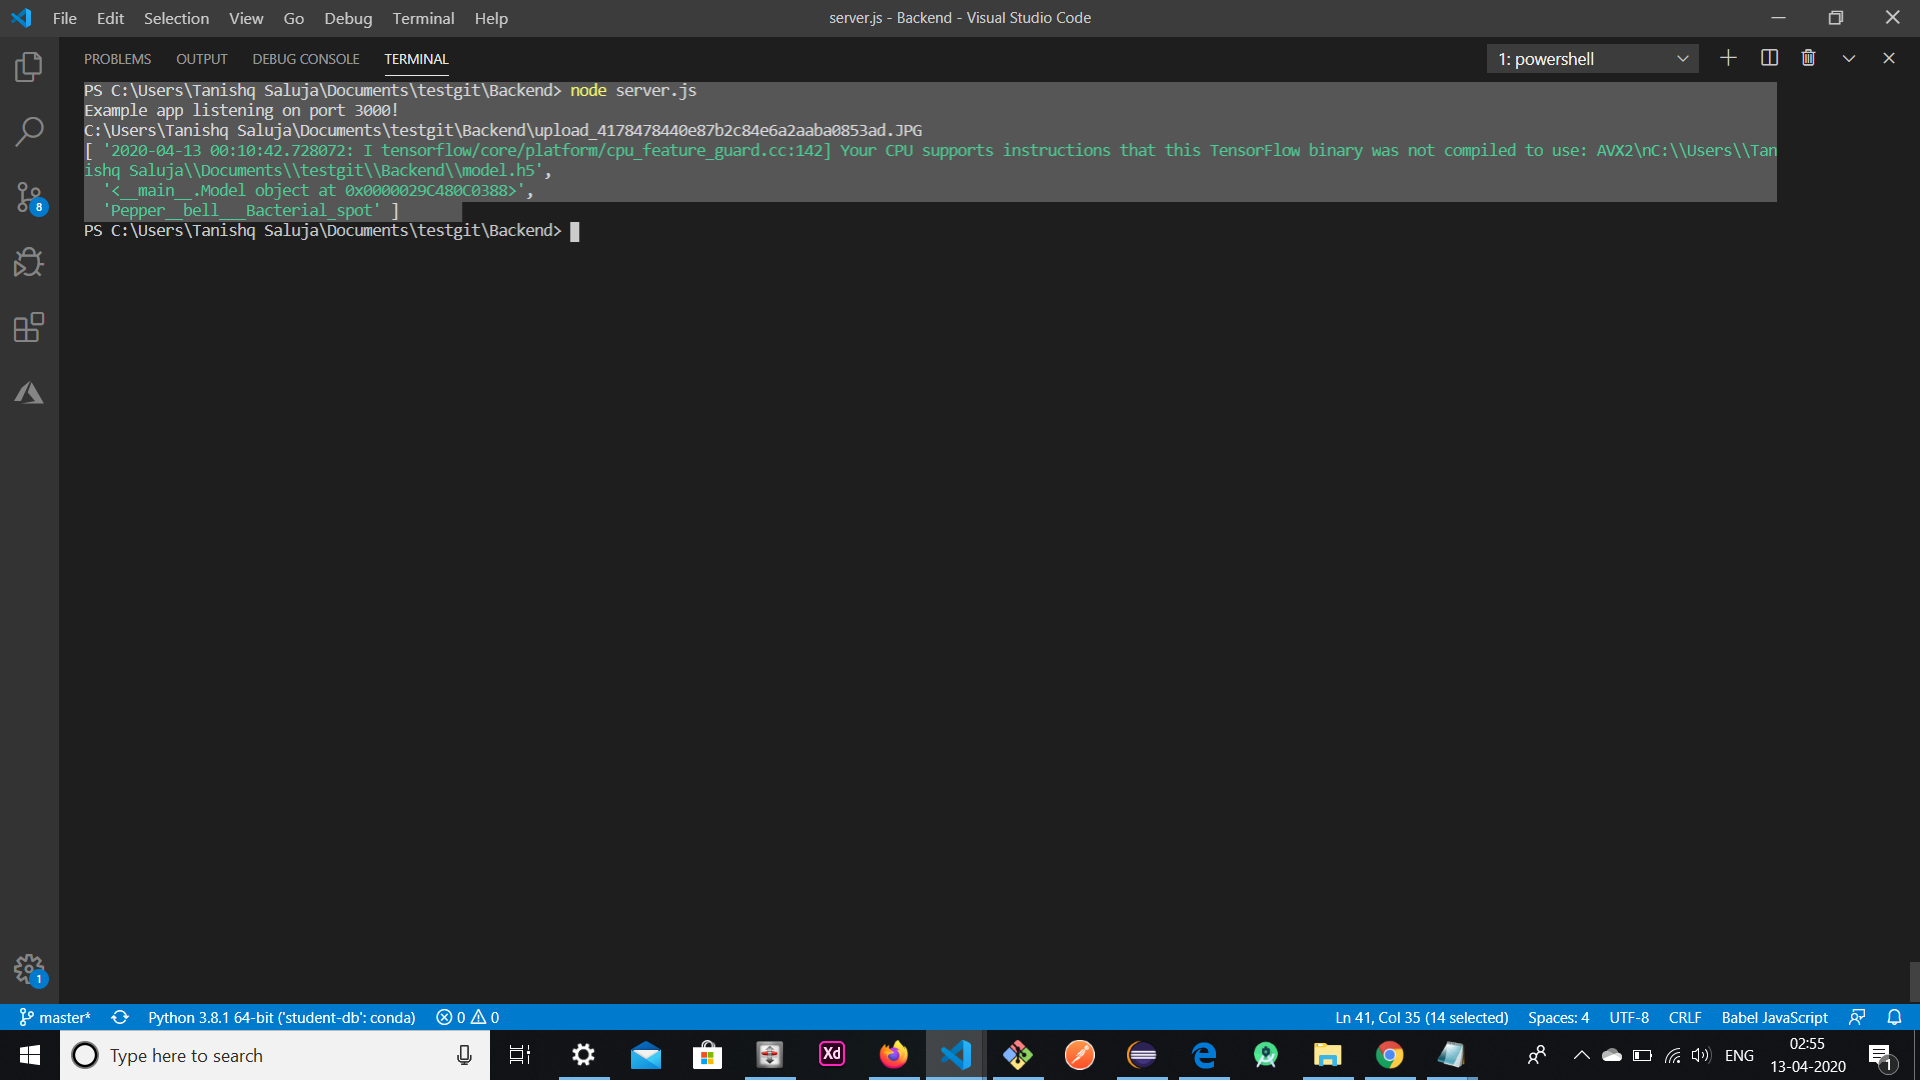 File Edit Selection View Go Debug Terminal Help
server.js - Backend - Visual Studio Code
PROBLEMS OUTPUT DEBUG CONSOLE TERMINAL
1: powershell
PS C:\Users\Tanishq Saluja\Documents\testgit\Backend> node server.js
Example app listening on port 3000!
C:\Users\Tanishq Saluja\Documents\testgit\Backend\upload_4178478440e87b2c84e6a2aaba0853ad.JPG
[ '2020-04-13 00:10:42.728072: I tensorflow/core/platform/cpu_feature_guard.cc:142] Your CPU supports instructions that this TensorFlow binary was not compiled to use: AVX2\nC:\\Users\\Tan
ishq Saluja\\Documents\\testgit\\Backend\\model.h5',
'<__main__.Model object at 0x0000029C480C0388>',
'Pepper__bell___Bacterial_spot' ]
PS C:\Users\Tanishq Saluja\Documents\testgit\Backend>
8
1
master* Python 3.8.1 64-bit ('student-db': conda) 0 0
Ln 41, Col 35 (14 selected) Spaces: 4 UTF-8 CRLF Babel JavaScript
Type here to search
Xd
ENG
02:55
13-04-2020
1